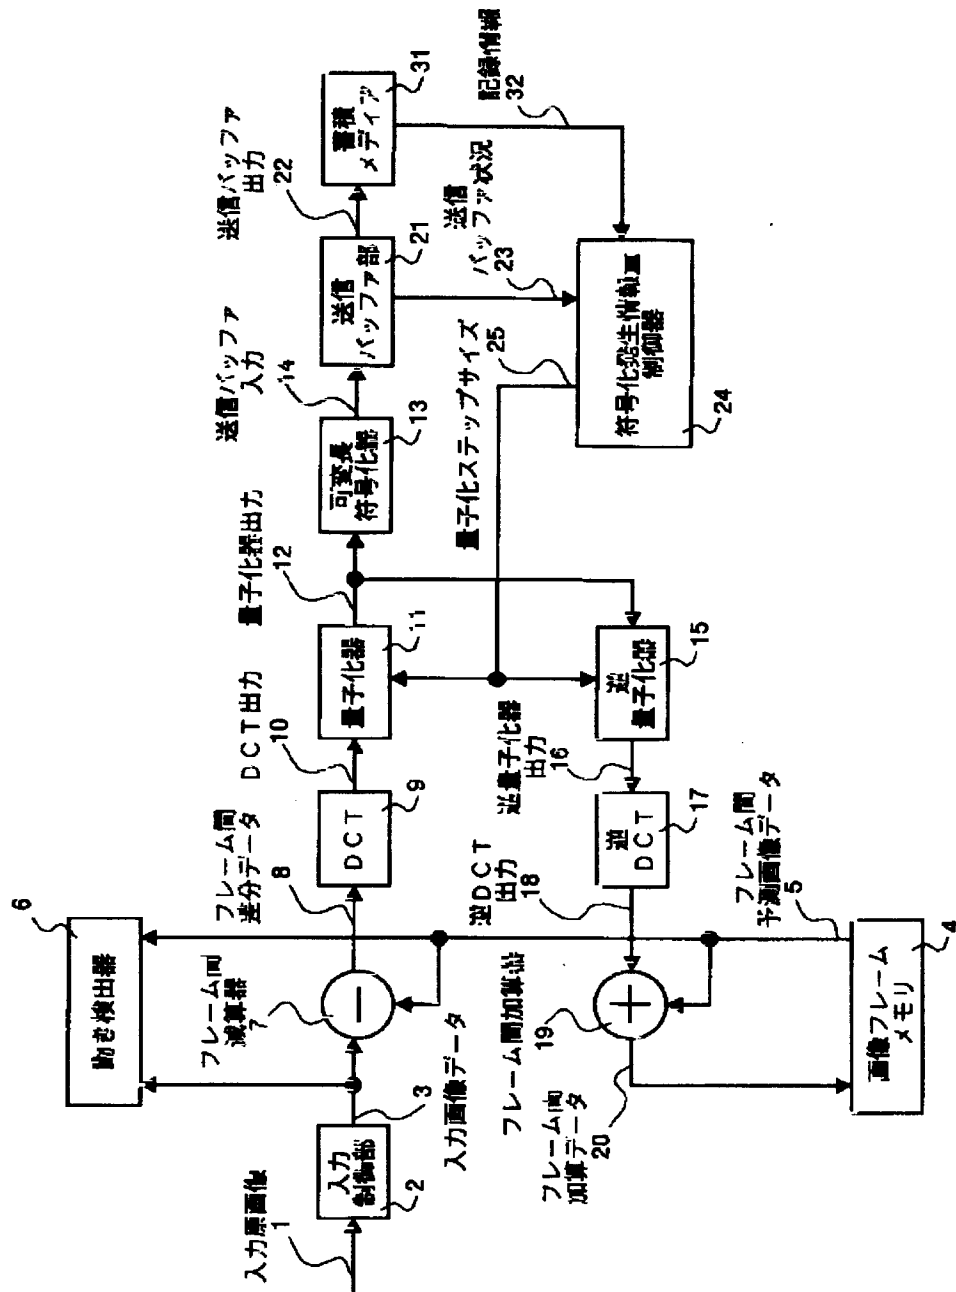 6
動き検出器
入力原画像
1
入力
制御部
2
3
入力画像データ
フレーム間
減算器
7
フレーム間
差分データ
8
DCT
9
DCT出力
10
量子化器
11
量子化器出力
12
可変長
符号化器
13
送信バッファ
入力
14
送信
バッファ部
21
送信バッファ
出力
22
蓄積
メディア
31
記録情報
32
送信
バッファ状況
23
量子化ステップサイズ
25
符号化発生情報量
制御器
24
逆
量子化器
15
逆量子化器
出力
16
逆
DCT
17
逆DCT
出力
18
フレーム間加算器
19
フレーム間
加算データ
20
フレーム間
予測画像データ
5
画像フレーム
メモリ
4